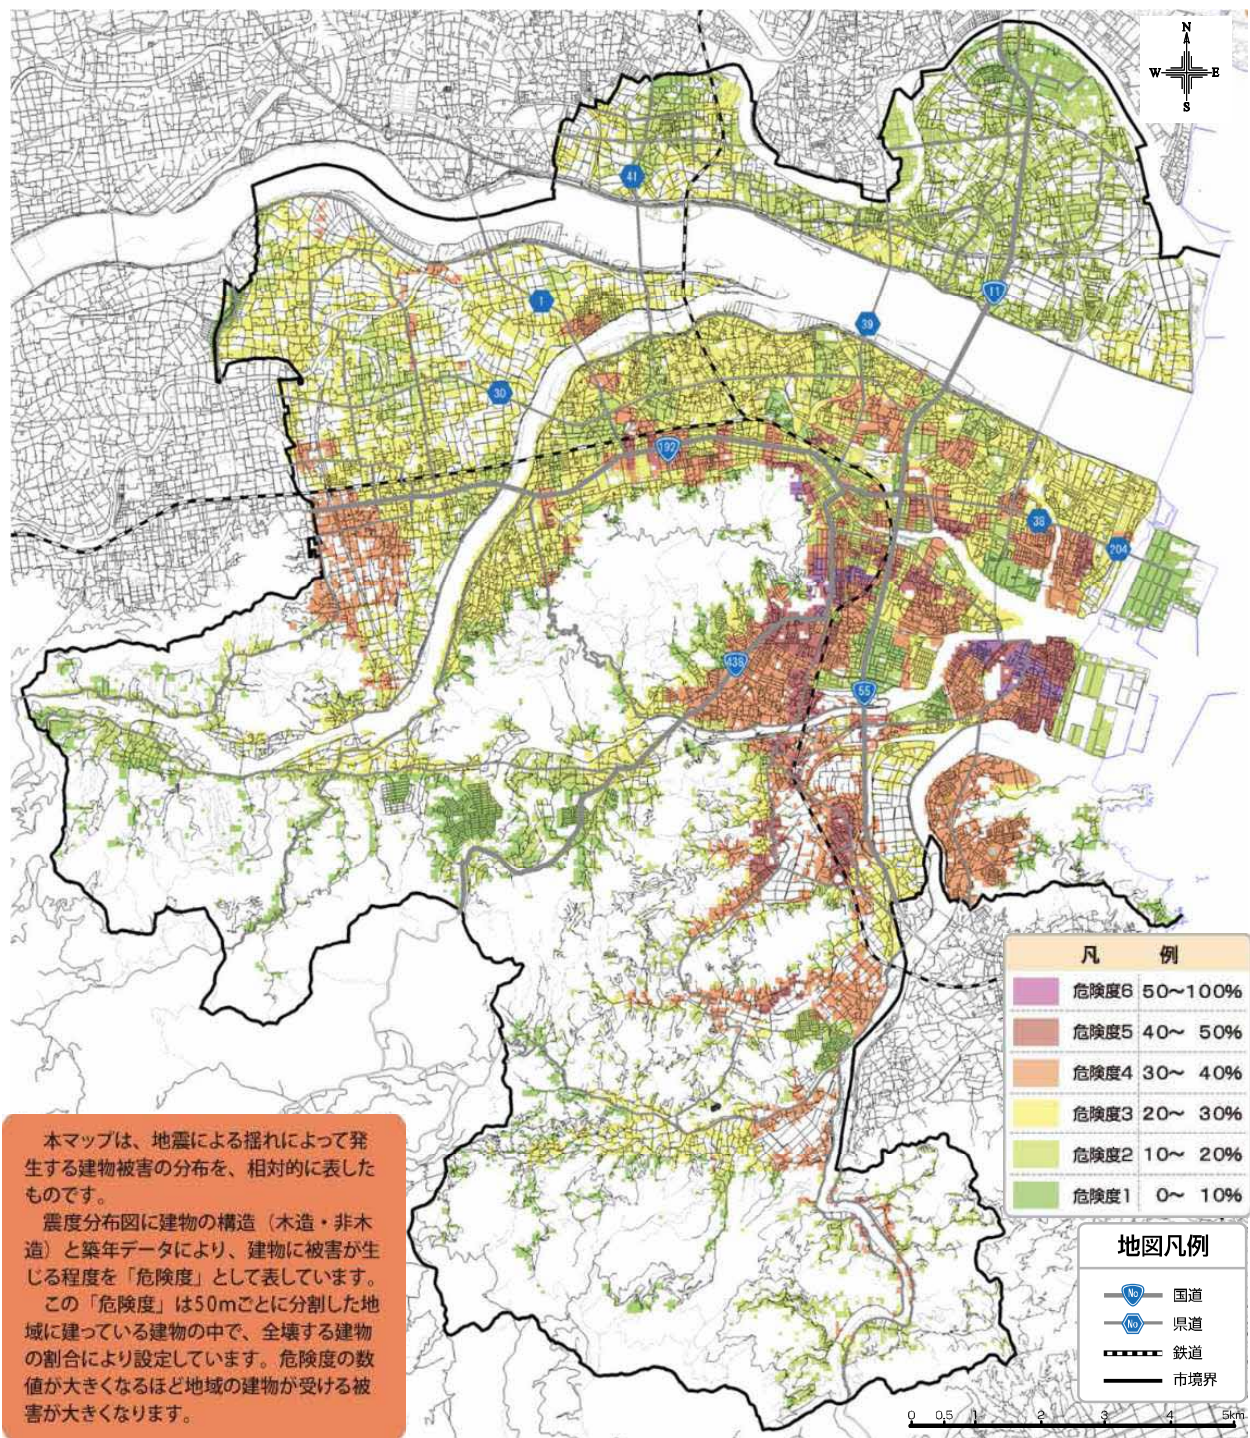 N
W E
S
41
11
1
39
30
192
38
204
438
55
凡 例
危険度6 50〜100%
危険度5 40〜 50%
危険度4 30〜 40%
危険度3 20〜 30%
危険度2 10〜 20%
危険度1 0〜 10%
本マップは、地震による揺れによって発
生する建物被害の分布を、相対的に表した
ものです。
震度分布図に建物の構造（木造・非木
造）と築年データにより、建物に被害が生
じる程度を「危険度」として表しています。
この「危険度」は50mごとに分割した地
域に建っている建物の中で、全壊する建物
の割合により設定しています。危険度の数
値が大きくなるほど地域の建物が受ける被
害が大きくなります。
地図凡例
No 国道
No 県道
鉄道
市境界
0 0.5 1 2 3 4 5km